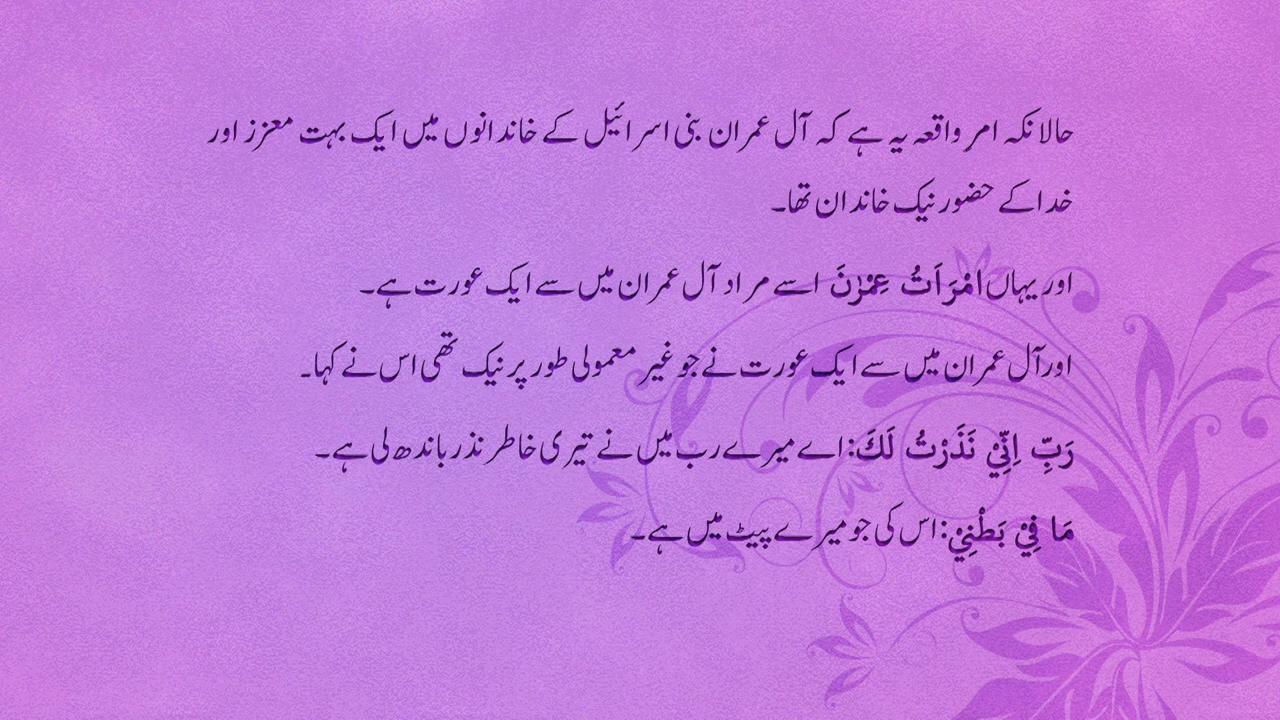 حالانکہ امر واقعہ یہ ہے کہ آل عمران بنی اسرائیل کے خاندانوں میں ایک بہت معزز اور
خدا کے حضور نیک خاندان تھا۔
اور یہاں امْرَاَتُ عِمْرٰنَ اسے مراد آل عمران میں سے ایک عورت ہے۔
اور آل عمران میں سے ایک عورت نے جو غیر معمولی طور پر نیک تھی اس نے کہا۔
رَبِّ اِنِّيْ نَذَرْتُ لَكَ: اے میرے رب میں نے تیری خاطر نذر باندھ لی ہے۔
مَا فِيْ بَطْنِيْ: اس کی جو میرے پیٹ میں ہے۔